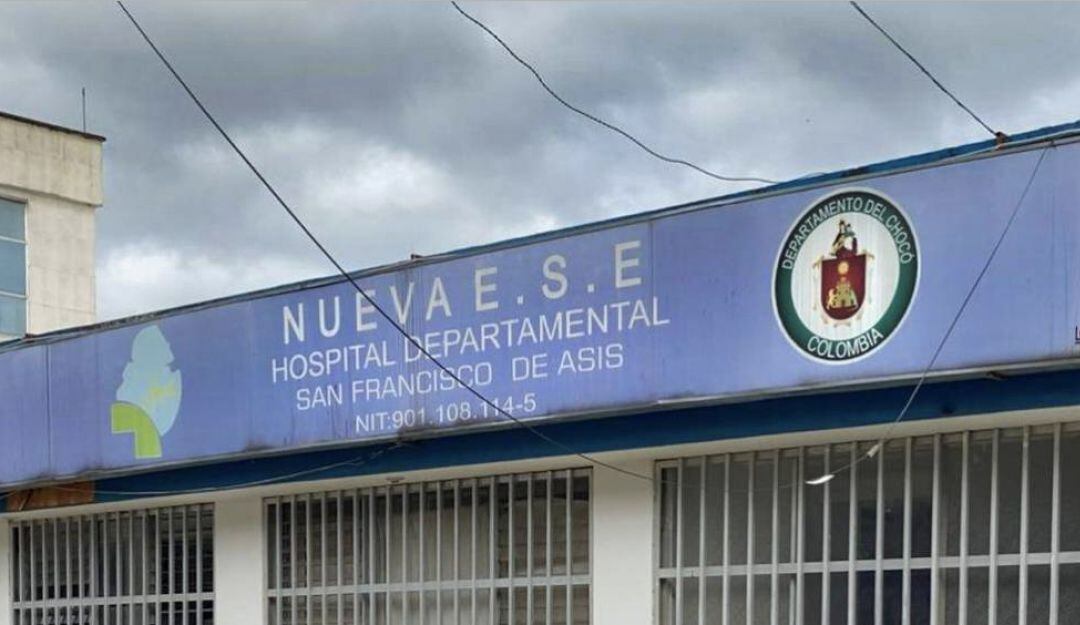 NUEVA E.S.E
HOSPITAL DEPARTAMENTAL
SAN FRANCISCO DE ASIS
NIT:901.108.114-5
DEPARTAMENTO DEL CHOCÓ
COLOMBIA